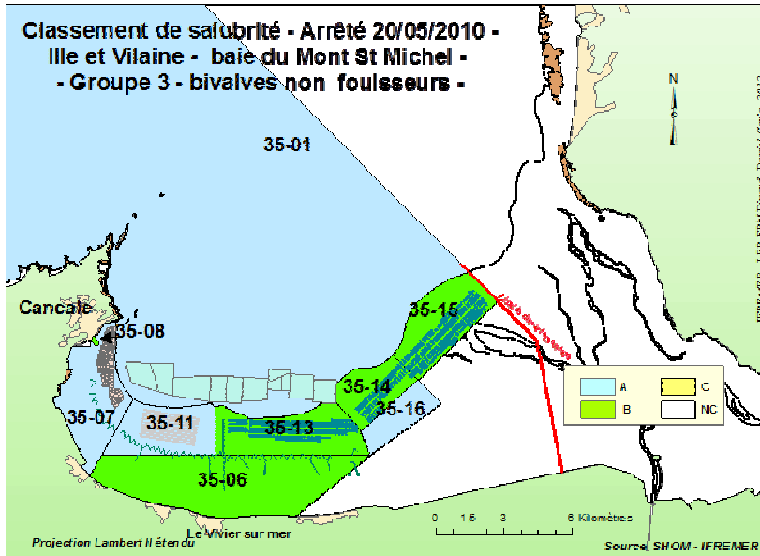 Classement de salubrité - Arrêté 20/05/2010 -
Ille et Vilaine - baie du Mont St Michel -
- Groupe 3 - bivalves non fouisseurs -
N
35-01
35-15
Cancale
35-08
35-14
35-16
35-07
35-11
35-13
35-06
A
C
B
NC
Le Vivier sur mer
0 1.5 3 6 Kilomètres
Projection Lambert II étendu
Source SHOM - IFREMER